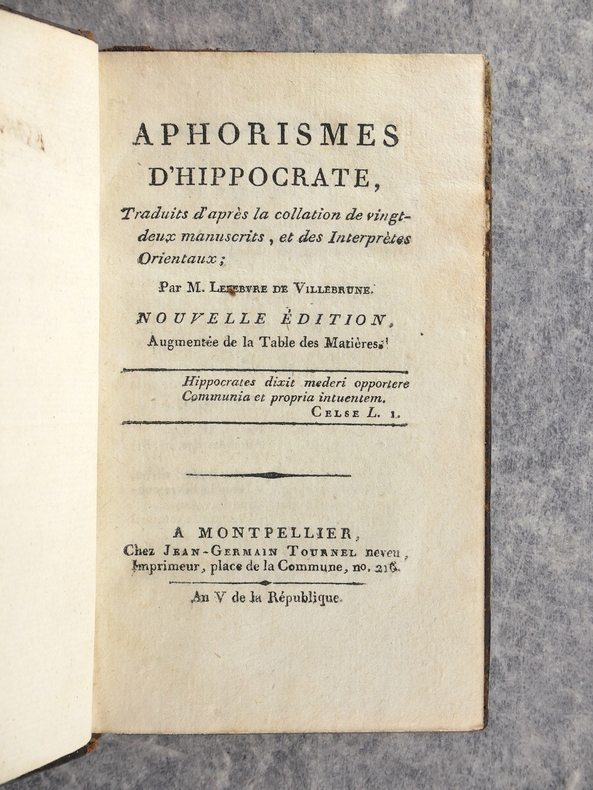 APHORISMES
D'HIPPOCRATE,
Traduits d'après la collation de vingt-
deux manuscrits, et des Interprètes
Orientaux;
Par M. LEFEBVRE DE VILLEBRUNE.
NOUVELLE ÉDITION,
Augmentée de la Table des Matières.
Hippocrates dixit mederi opportere
Communia et propria intuentem.
CELSE L. 1.
A MONTPELLIER,
Chez JEAN-GERMAIN TOURNEL neveu,
Imprimeur, place de la Commune, no. 216.
An V de la République.